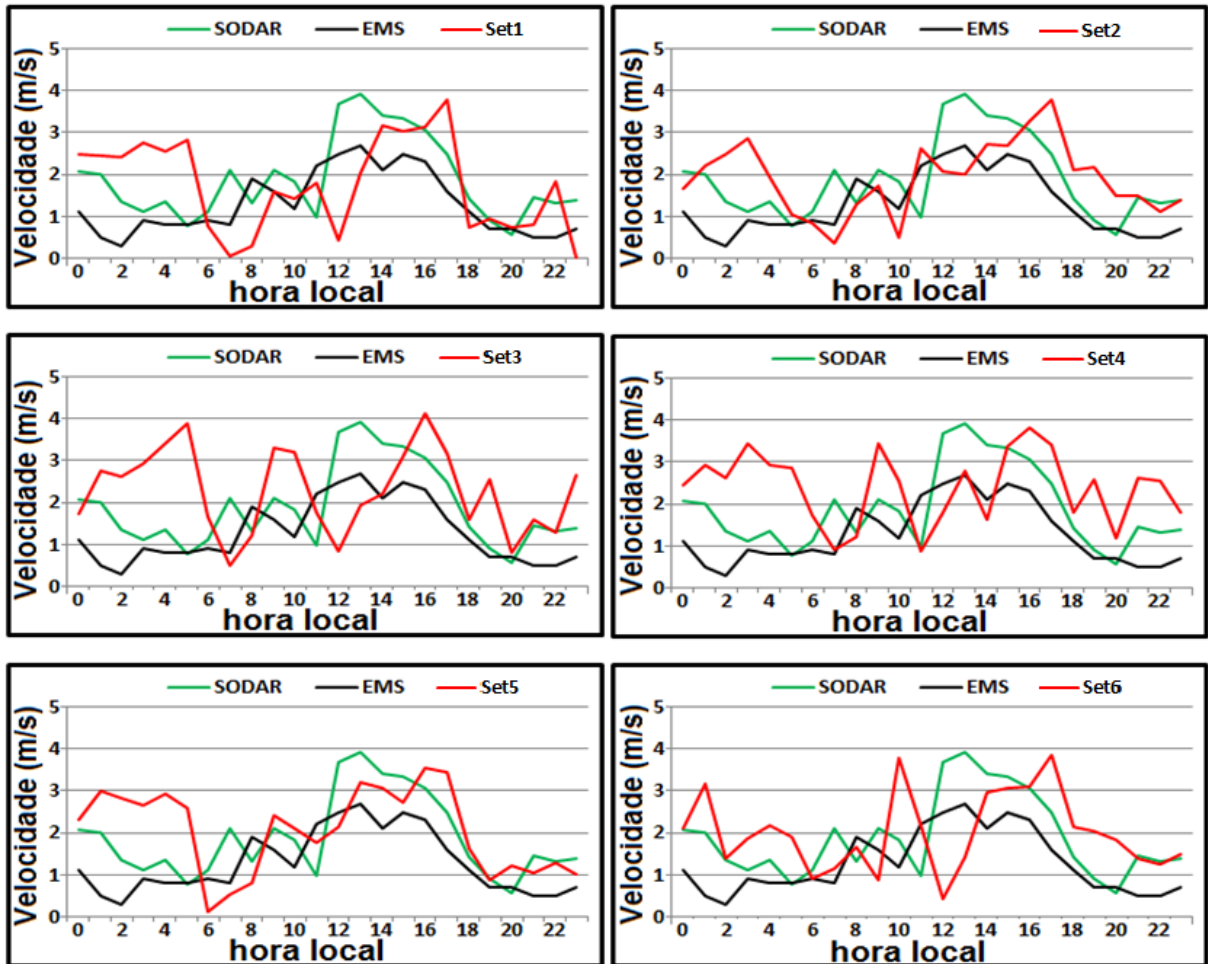 SODAR EMS Set1
Velocidade (m/s)
5
4
3
2
1
0
0 2 4 6 8 10 12 14 16 18 20 22
hora local
SODAR EMS Set2
Velocidade (m/s)
5
4
3
2
1
0
0 2 4 6 8 10 12 14 16 18 20 22
hora local
SODAR EMS Set3
Velocidade (m/s)
5
4
3
2
1
0
0 2 4 6 8 10 12 14 16 18 20 22
hora local
SODAR EMS Set4
Velocidade (m/s)
5
4
3
2
1
0
0 2 4 6 8 10 12 14 16 18 20 22
hora local
SODAR EMS Set5
Velocidade (m/s)
5
4
3
2
1
0
0 2 4 6 8 10 12 14 16 18 20 22
hora local
SODAR EMS Set6
Velocidade (m/s)
5
4
3
2
1
0
0 2 4 6 8 10 12 14 16 18 20 22
hora local